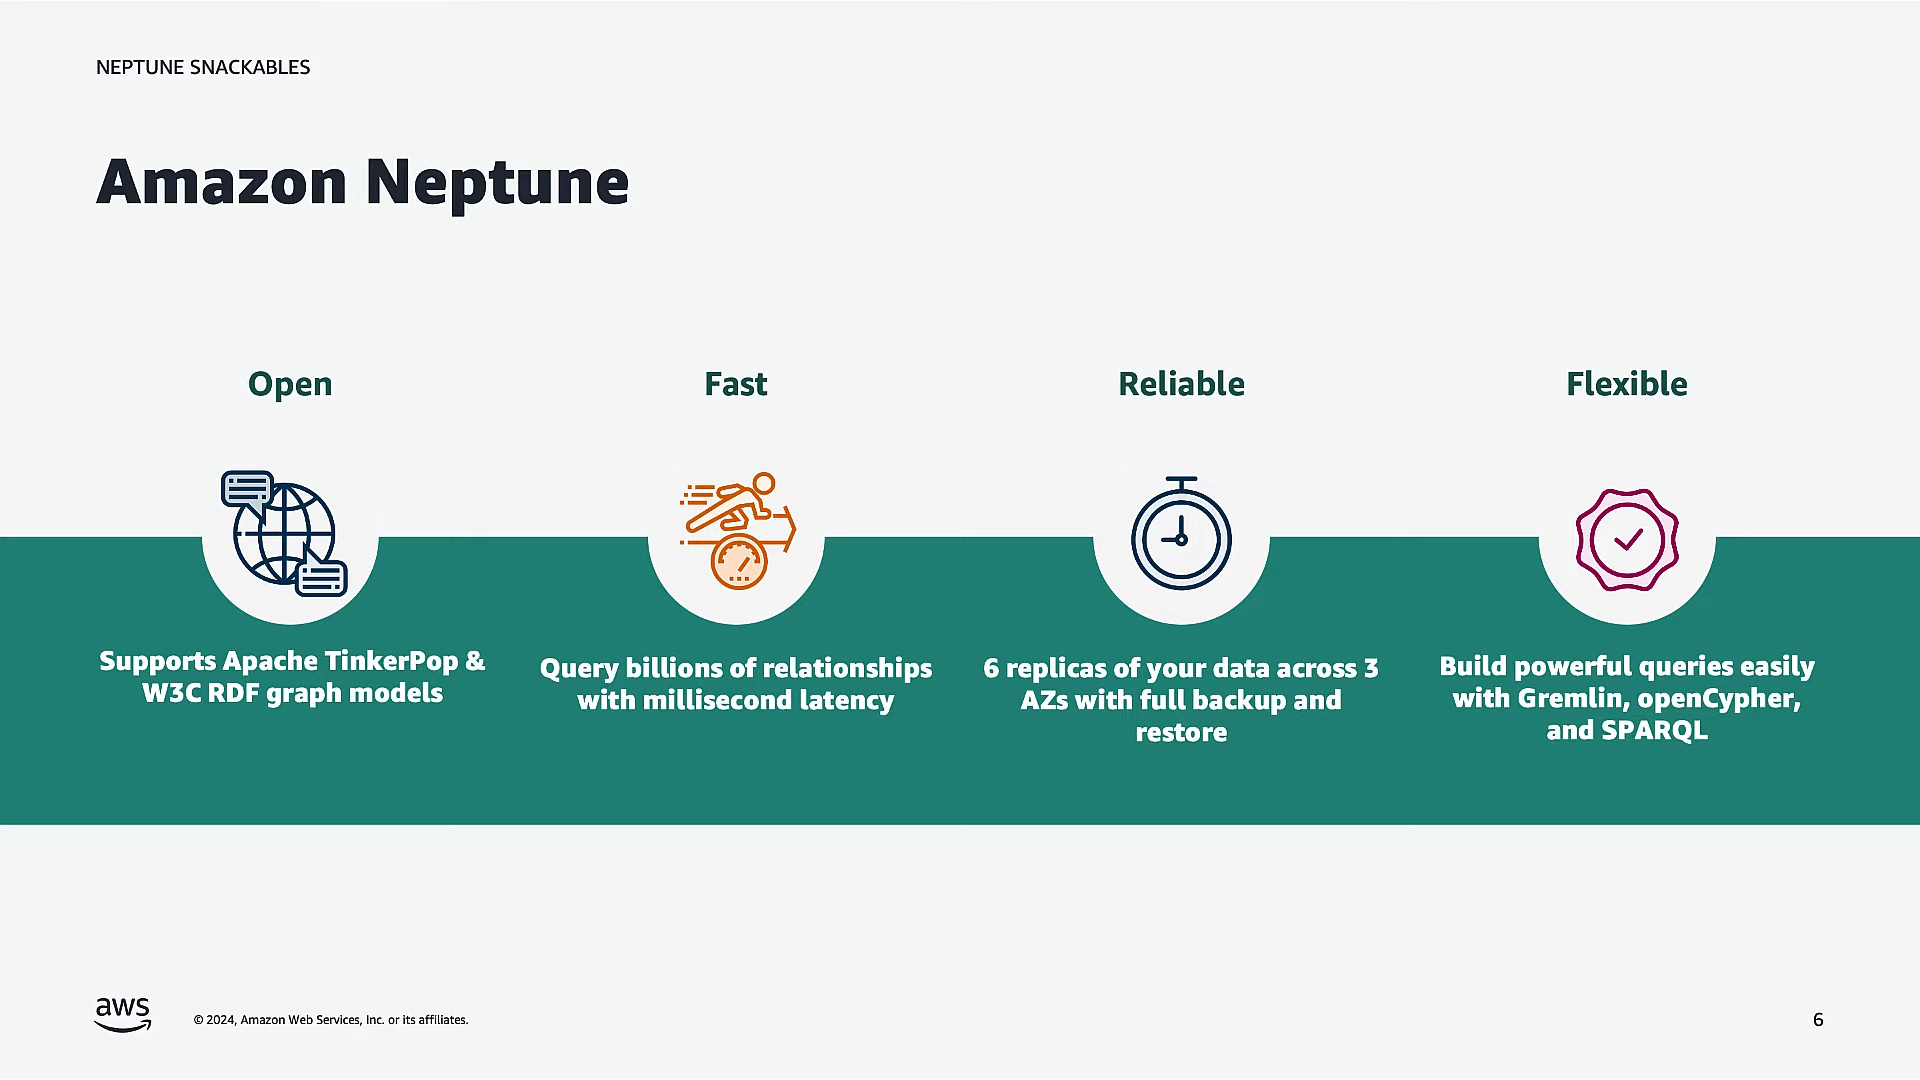 NEPTUNE SNACKABLES
Amazon Neptune
Open
Supports Apache TinkerPop &
W3C RDF graph models
Fast
Query billions of relationships
with millisecond latency
Reliable
6 replicas of your data across 3
AZs with full backup and
restore
Flexible
Build powerful queries easily
with Gremlin, openCypher,
and SPARQL
aws
© 2024, Amazon Web Services, Inc. or its affiliates.
6